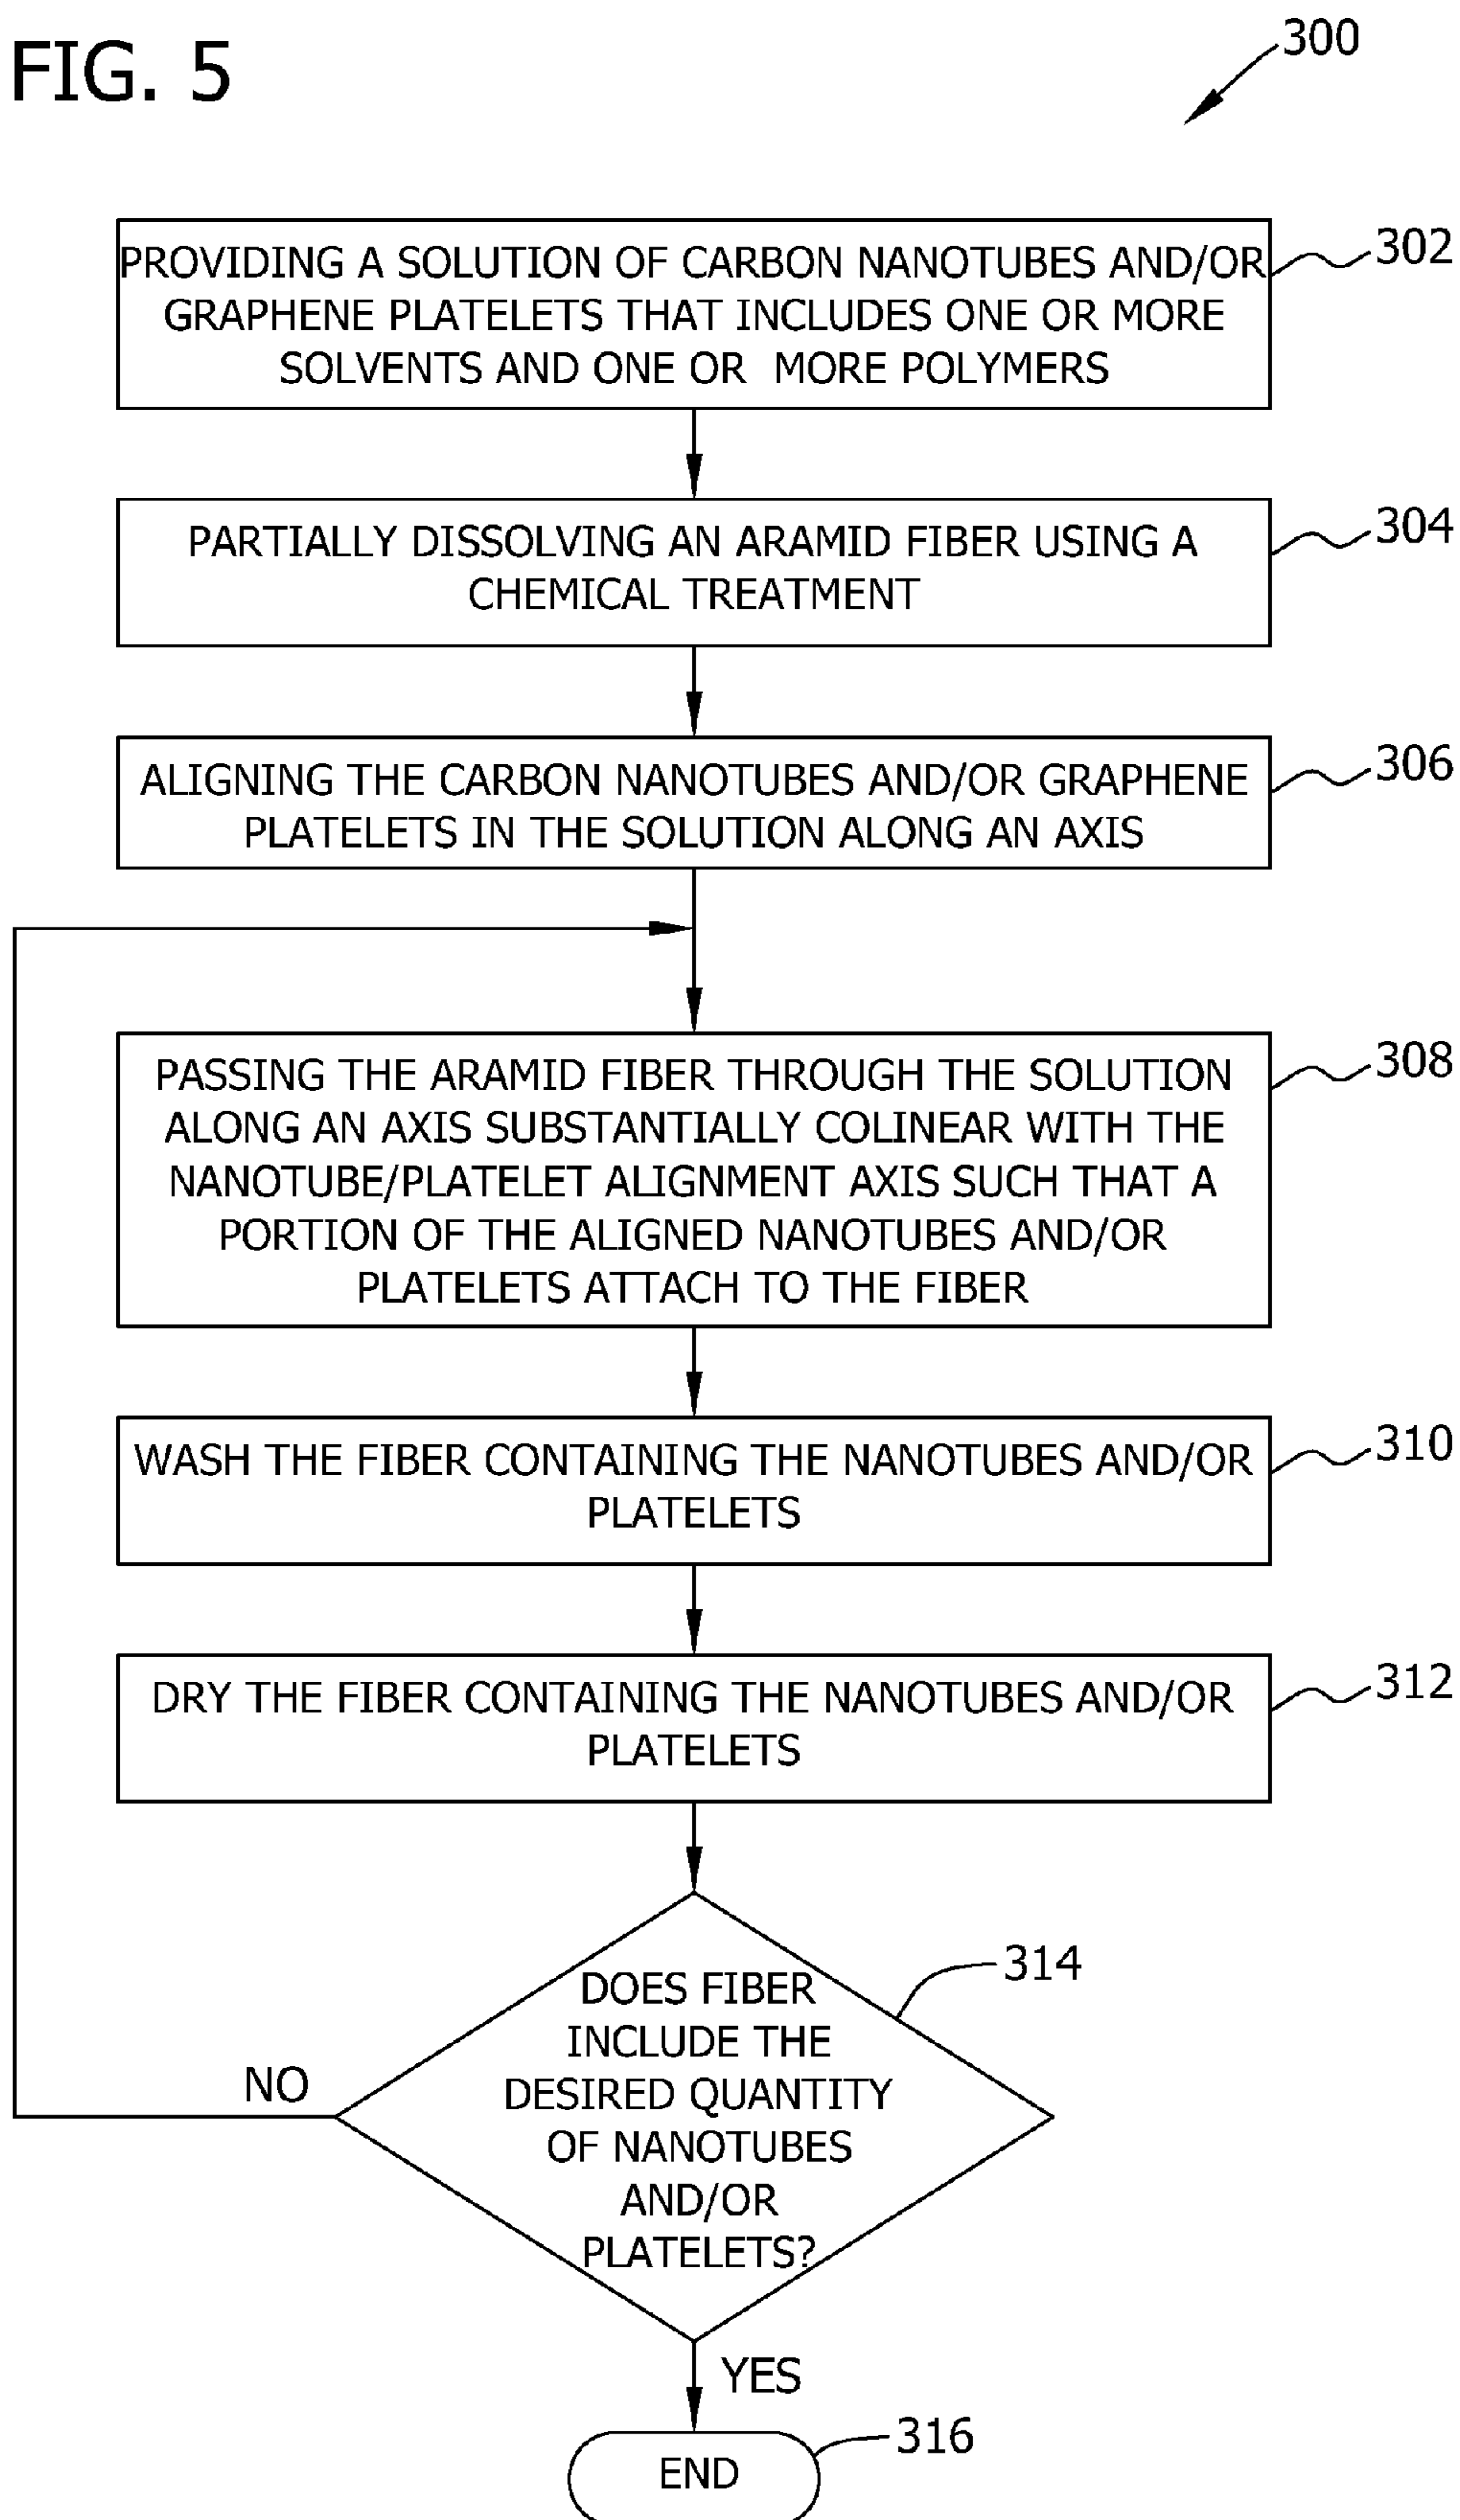 FIG. 5
300
PROVIDING A SOLUTION OF CARBON NANOTUBES AND/OR
GRAPHENE PLATELETS THAT INCLUDES ONE OR MORE
SOLVENTS AND ONE OR MORE POLYMERS
302
PARTIALLY DISSOLVING AN ARAMID FIBER USING A
CHEMICAL TREATMENT
304
ALIGNING THE CARBON NANOTUBES AND/OR GRAPHENE
PLATELETS IN THE SOLUTION ALONG AN AXIS
306
PASSING THE ARAMID FIBER THROUGH THE SOLUTION
ALONG AN AXIS SUBSTANTIALLY COLINEAR WITH THE
NANOTUBE/PLATELET ALIGNMENT AXIS SUCH THAT A
PORTION OF THE ALIGNED NANOTUBES AND/OR
PLATELETS ATTACH TO THE FIBER
308
WASH THE FIBER CONTAINING THE NANOTUBES AND/OR
PLATELETS
310
DRY THE FIBER CONTAINING THE NANOTUBES AND/OR
PLATELETS
312
DOES FIBER
INCLUDE THE
DESIRED QUANTITY
OF NANOTUBES
AND/OR
PLATELETS?
314
NO
YES
END
316